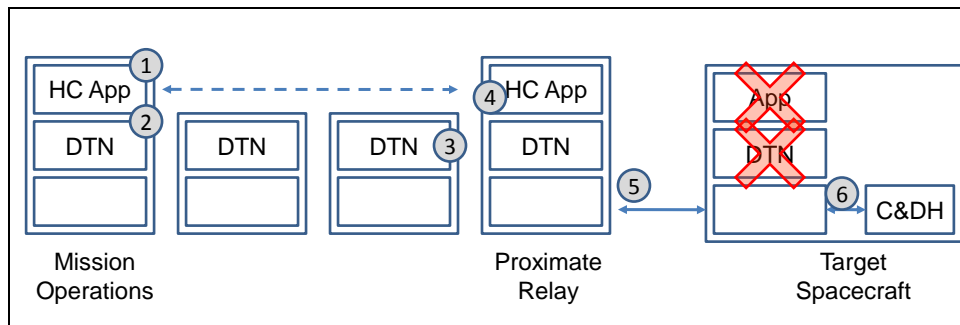 1
HC App
4
HC App
App
2
DTN
DTN
DTN
3
DTN
DTN
5
6
C&DH
Mission
Operations
Proximate
Relay
Target
Spacecraft